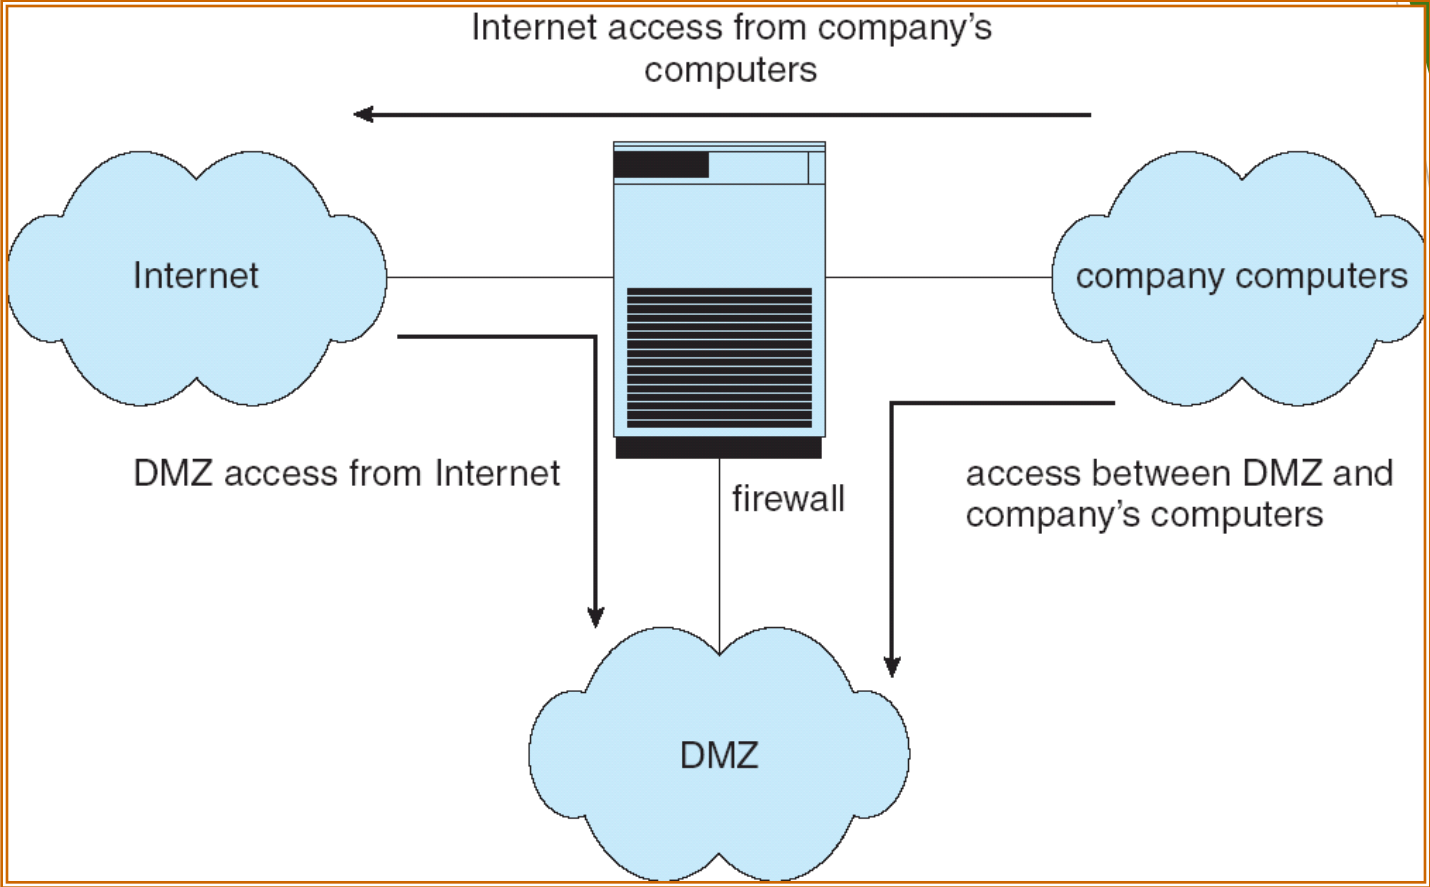 Internet access from company’s
computers
Internet
company computers
DMZ access from Internet
firewall
access between DMZ and
company’s computers
DMZ